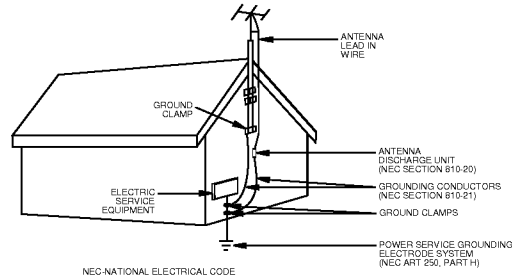 ANTENNA
LEAD IN
WIRE
GROUND
CLAMP
ANTENNA
DISCHARGE UNIT
(NEC SECTION 810-20)
ELECTRIC
SERVICE
EQUIPMENT
GROUNDING CONDUCTORS
(NEC SECTION 810-21)
GROUND CLAMPS
POWER SERVICE GROUNDING
ELECTRODE SYSTEM
(NEC ART 250, PART H)
NEC-NATIONAL ELECTRICAL CODE